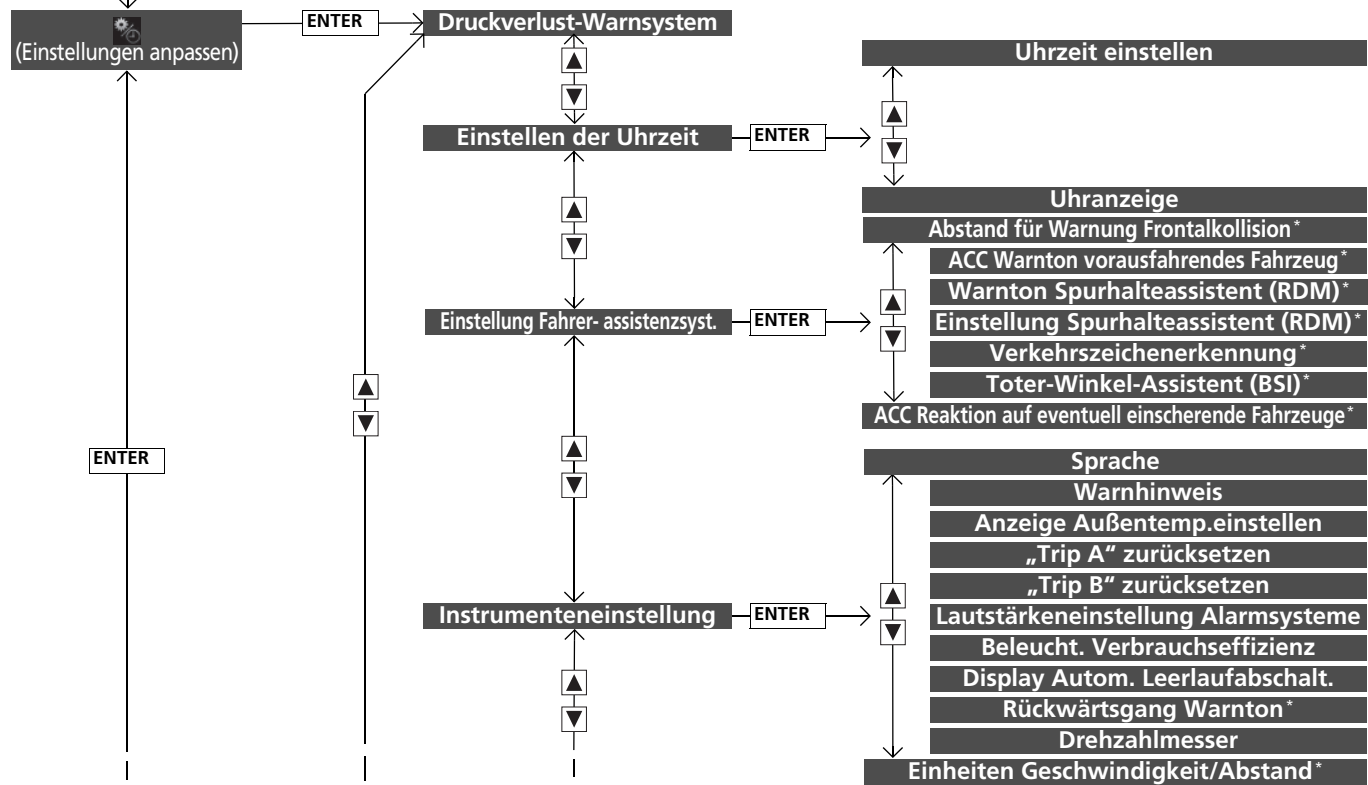 ENTER
Druckverlust-Warnsystem
(Einstellungen anpassen)
Uhrzeit einstellen
▲
▼
▲
▼
Einstellen der Uhrzeit
ENTER
Uhranzeige
▲
▼
Abstand für Warnung Frontalkollision*
ACC Warnton vorausfahrendes Fahrzeug*
Warnton Spurhalteassistent (RDM)*
Einstellung Fahrer- assistenzsyst.
ENTER
▲
▼
Einstellung Spurhalteassistent (RDM)*
Verkehrszeichenerkennung*
Toter-Winkel-Assistent (BSI)*
ACC Reaktion auf eventuell einscherende Fahrzeuge*
▲
▼
▲
▼
ENTER
Sprache
Warnhinweis
Anzeige Außentemp.einstellen
„Trip A“ zurücksetzen
„Trip B“ zurücksetzen
Instrumenteneinstellung
ENTER
▲
▼
Lautstärkeneinstellung Alarmsysteme
Beleucht. Verbrauchseffizienz
▲
▼
Display Autom. Leerlaufabschalt.
Rückwärtsgang Warnton*
Drehzahlmesser
Einheiten Geschwindigkeit/Abstand*